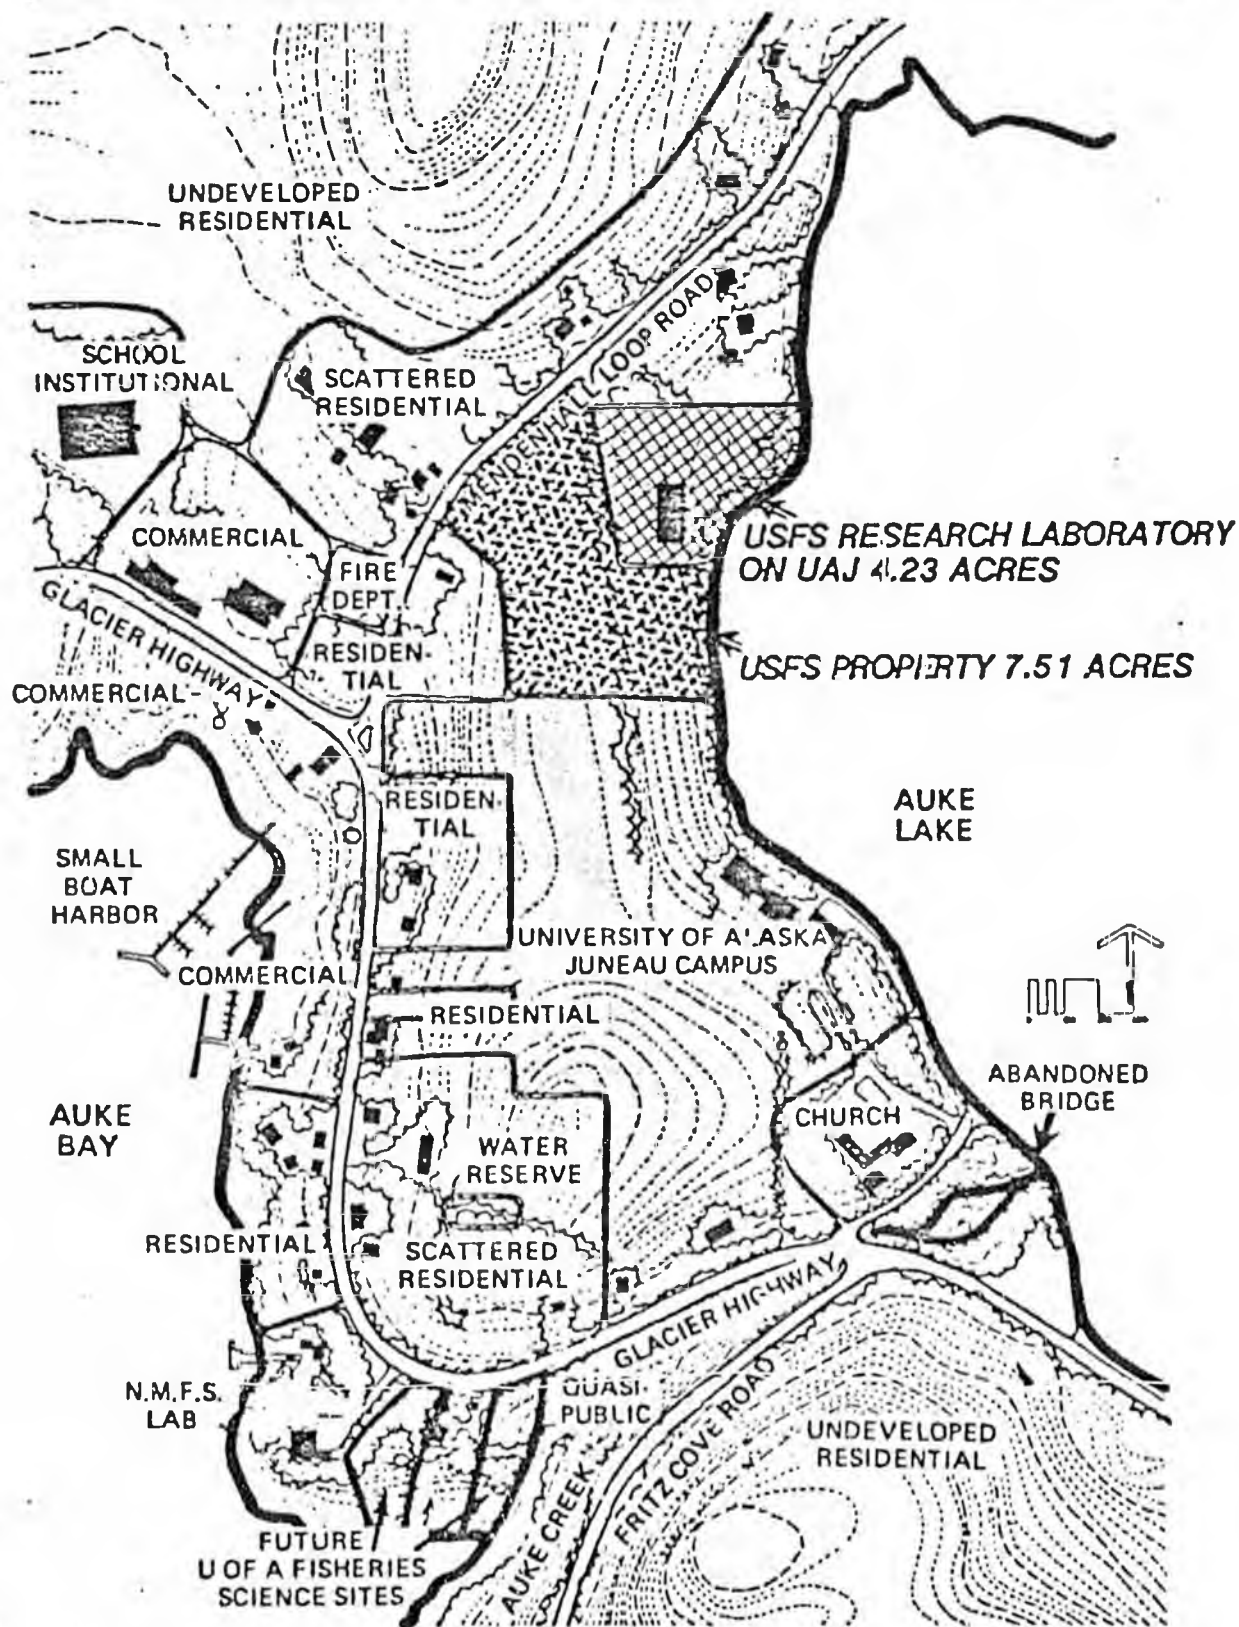 UNDEVELOPED
RESIDENTIAL
MENDENHALL LOOP ROAD
SCHOOL
INSTITUTIONAL
SCATTERED
RESIDENTIAL
COMMERCIAL
FIRE
DEPT.
USFS RESEARCH LABORATORY
ON UAJ 4.23 ACRES
GLACIER HIGHWAY
RESIDEN-
TIAL
USFS PROPERTY 7.51 ACRES
COMMERCIAL
RESIDEN-
TIAL
AUKE
LAKE
SMALL
BOAT
HARBOR
UNIVERSITY OF ALASKA
JUNEAU CAMPUS
COMMERCIAL
RESIDENTIAL
ABANDONED
BRIDGE
AUKE
BAY
CHURCH
WATER
RESERVE
RESIDENTIAL
SCATTERED
RESIDENTIAL
GLACIER HIGHWAY
N.M.F.S.
LAB
QUASI-
PUBLIC
FRITZ COVE ROAD
UNDEVELOPED
RESIDENTIAL
AUKE CREEK
FUTURE
U OF A FISHERIES
SCIENCE SITES